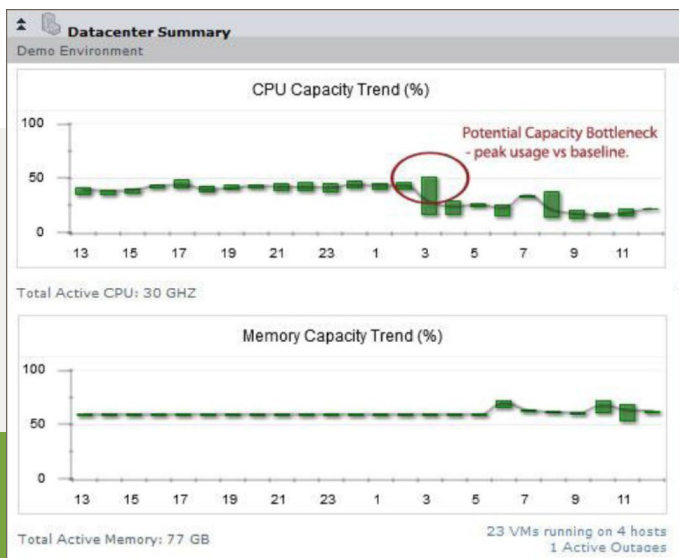 Datacenter Summary
Demo Environment
CPU Capacity Trend (%)
Potential Capacity Bottleneck
- peak usage vs baseline.
100
50
0
13 15 17 19 21 23 1 3 5 7 9 11
Total Active CPU: 30 GHZ
Memory Capacity Trend (%)
100
50
0
13 15 17 19 21 23 1 3 5 7 9 11
Total Active Memory: 77 GB
23 VMs running on 4 hosts
1 Active Outages